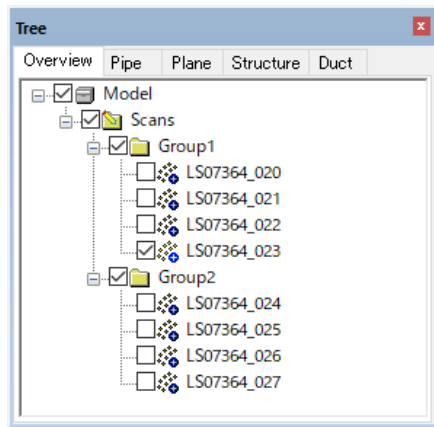 Tree
Overview Pipe Plane Structure Duct
Model
Scans
Group1
LS07364_020
LS07364_021
LS07364_022
LS07364_023
Group2
LS07364_024
LS07364_025
LS07364_026
LS07364_027